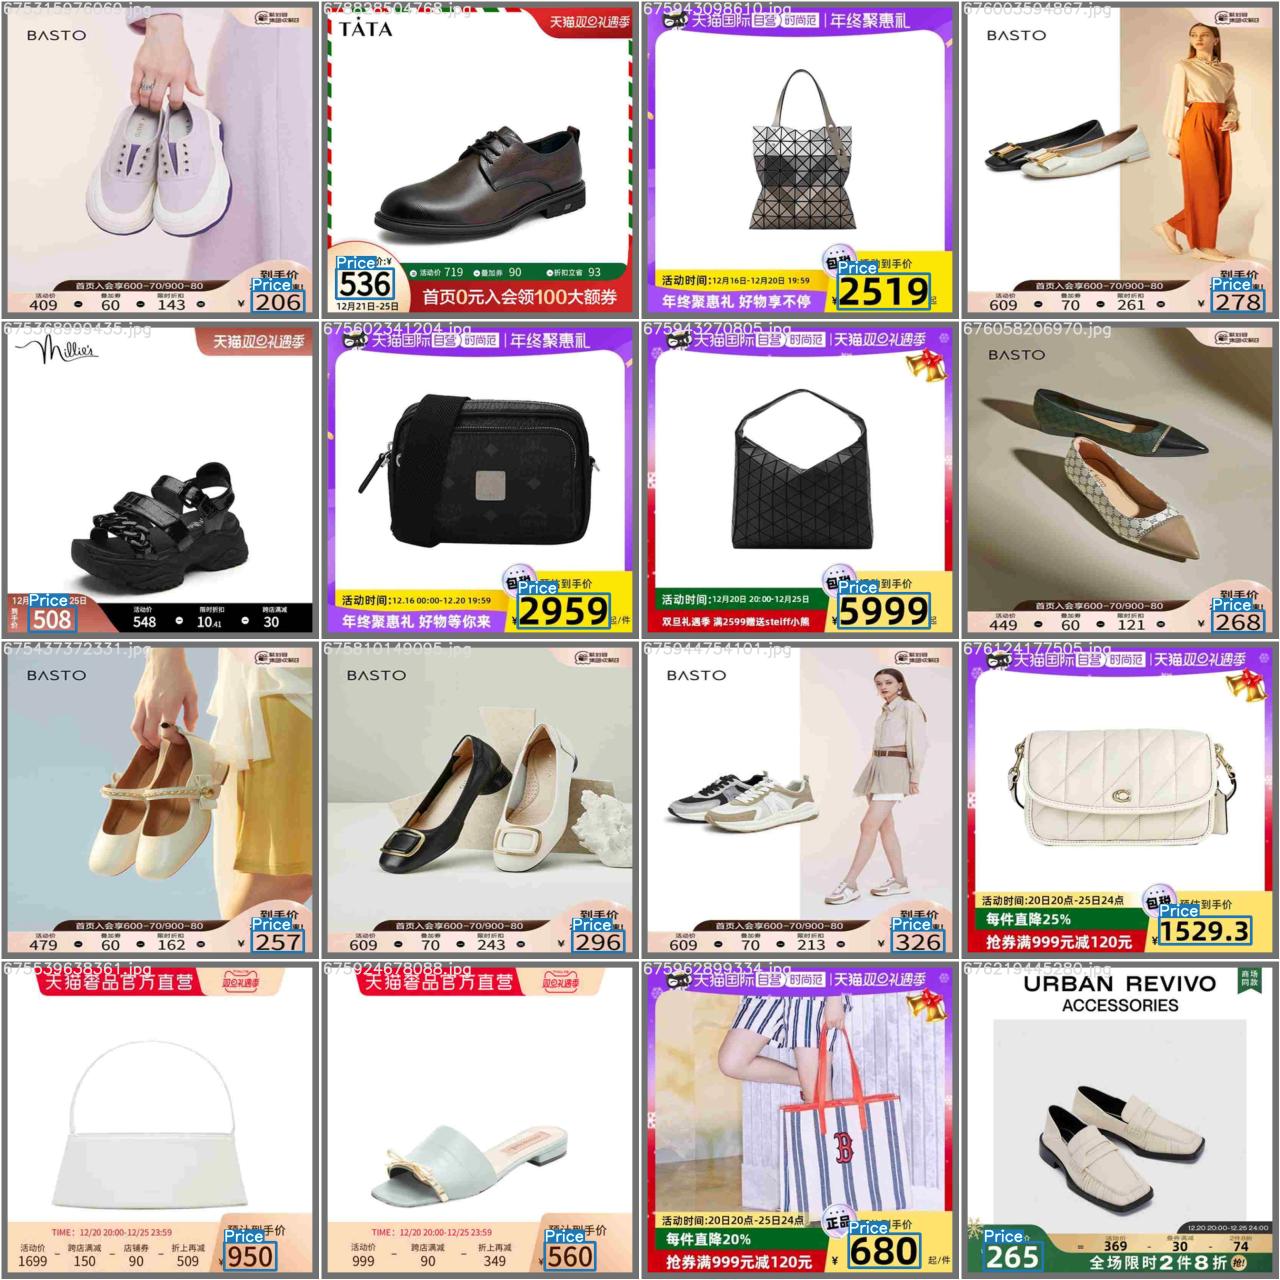 675315976969.jpg
BASTO
到手价
首页入会享600-70/900-80
活动价 叠加券 限时折扣
409 60 143
Price
¥ 206
678838504768.jpg
TATA
天猫双旦礼遇季
Price
价:¥
536
活动价 719 叠加券 90 折扣立省 93
12月21日-25日
首页0元入会领100大额券
675943098610.jpg
天猫国际 自营 时尚范 年终聚惠礼
包税
到手价
活动时间:12月16日-12月20日 19:59
年终聚惠礼 好物享不停
Price
¥2519起
676003594867.jpg
BASTO
到手价
首页入会享600-70/900-80
活动价 叠加券 限时折扣
609 70 261
Price
¥ 278
675368999435.jpg
Millie's
天猫双旦礼遇季
12月 25日
到手价
Price
508
活动价 限时折扣 跨店满减
548 10.41 30
675602341204.jpg
天猫国际 自营 时尚范 年终聚惠礼
包税
到手价
活动时间:12.16 00:00-12.20 19:59
年终聚惠礼 好物等你来
Price
¥2959起/件
675943270805.jpg
天猫国际 自营 时尚范 天猫双旦礼遇季
包税
到手价
活动时间:12月20日 20:00-12月25日
双旦礼遇季 满2599赠送steiff小熊
Price
¥5999起/件
676058206970.jpg
BASTO
到手价
首页入会享600-70/900-80
活动价 叠加券 限时折扣
449 60 121
Price
¥ 268
675437372331.jpg
BASTO
到手价
首页入会享600-70/900-80
活动价 叠加券 限时折扣
479 60 162
Price
¥ 257
675810149095.jpg
BASTO
到手价
首页入会享600-70/900-80
活动价 叠加券 限时折扣
609 70 243
Price
¥ 296
675944754101.jpg
BASTO
到手价
首页入会享600-70/900-80
活动价 叠加券 限时折扣
609 70 213
Price
¥ 326
676124177505.jpg
天猫国际 自营 时尚范 天猫双旦礼遇季
活动时间:20日20点-25日24点
包税
预估到手价
每件直降25%
抢券满999元减120元
Price
¥1529.3
675539638361.jpg
天猫奢品官方直营
双旦礼遇季
TIME: 12/20 20:00-12/25 23:59
预计到手价
活动价 跨店满减 店铺券 折上再减
1699 150 90 509
Price
¥950
675924678088.jpg
天猫奢品官方直营
双旦礼遇季
TIME: 12/20 20:00-12/25 23:59
预计到手价
活动价 跨店满减 折上再减
999 90 349
Price
¥560
675962899334.jpg
天猫国际 自营 时尚范 天猫双旦礼遇季
B
活动时间:20日20点-25日24点
正品
到手价
每件直降20%
抢券满999元减120元
Price
¥680起/件
676219445280.jpg
URBAN REVIVO
ACCESSORIES
商场同款
12.20 20:00-12.25 24:00
Price
265
= 369 - 30 - 74
全场限时2件8折 抢!